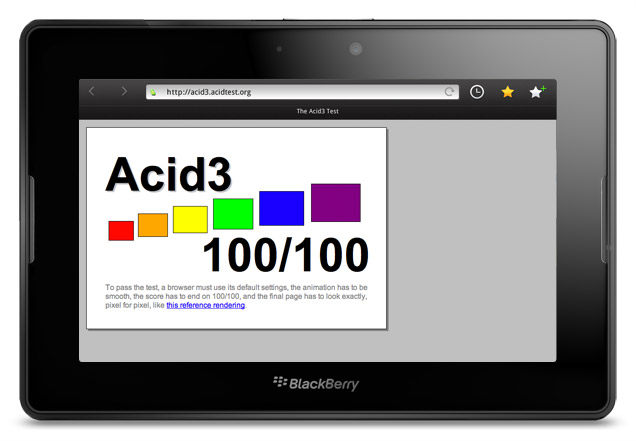 http://acid3.acidtest.org
The Acid3 Test
Acid3
100/100
To pass the test, a browser must use its default settings, the animation has to be
smooth, the score has to end on 100/100, and the final page has to look exactly,
pixel for pixel, like this reference rendering.
BlackBerry